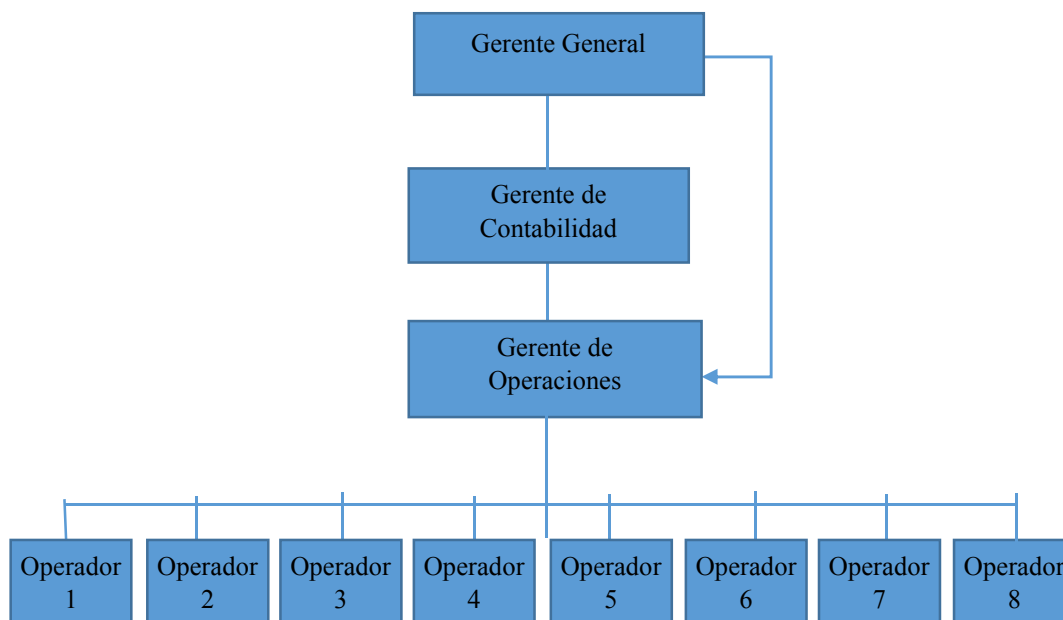 Gerente General
Gerente de
Contabilidad
Gerente de
Operaciones
Operador
1
Operador
2
Operador
3
Operador
4
Operador
5
Operador
6
Operador
7
Operador
8